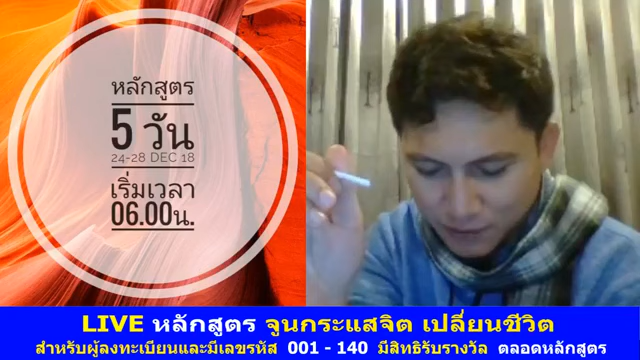 หลักสูตร
5 วัน
24-28 DEC 18
เริ่มเวลา
06.00น.
LIVE หลักสูตร จูนกระแสจิต เปลี่ยนชีวิต
สำหรับผู้ลงทะเบียนและมีเลขรหัส 001 - 140 มีสิทธิรับรางวัล ตลอดหลักสูตร